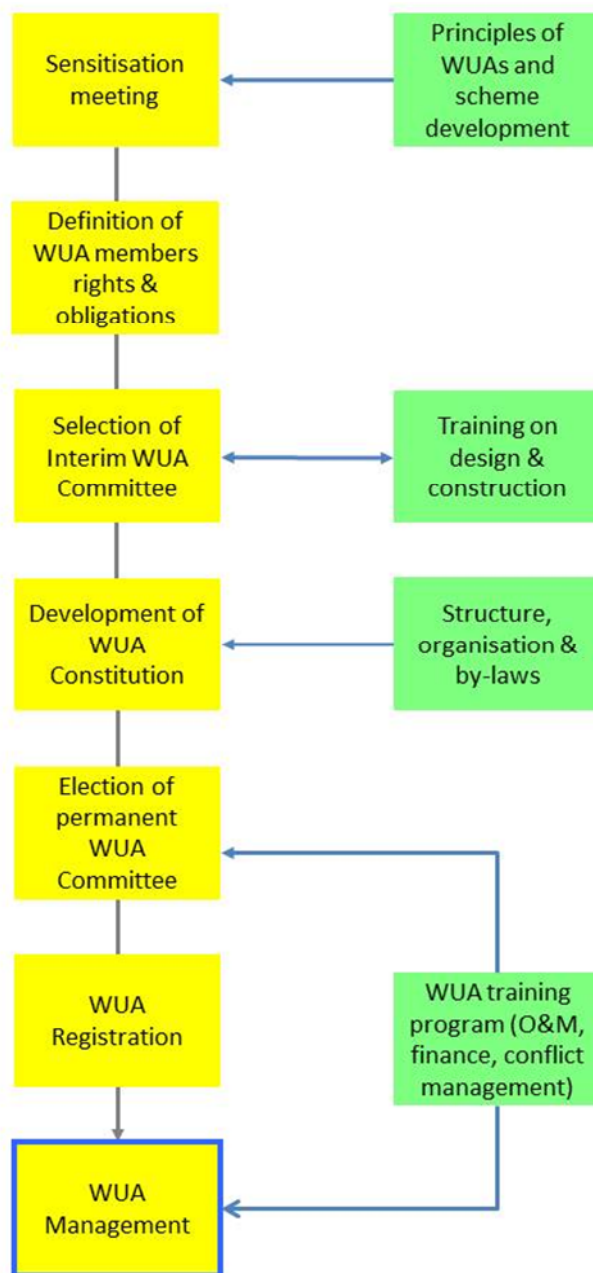 Sensitisation
meeting
Principles of
WUAs and
scheme
development
Definition of
WUA members
rights &
obligations
Selection of
Interim WUA
Committee
Training on
design &
construction
Development of
WUA
Constitution
Structure,
organisation &
by-laws
Election of
permanent
WUA
Committee
WUA
Registration
WUA training
program (O&M,
finance, conflict
management)
WUA
Management